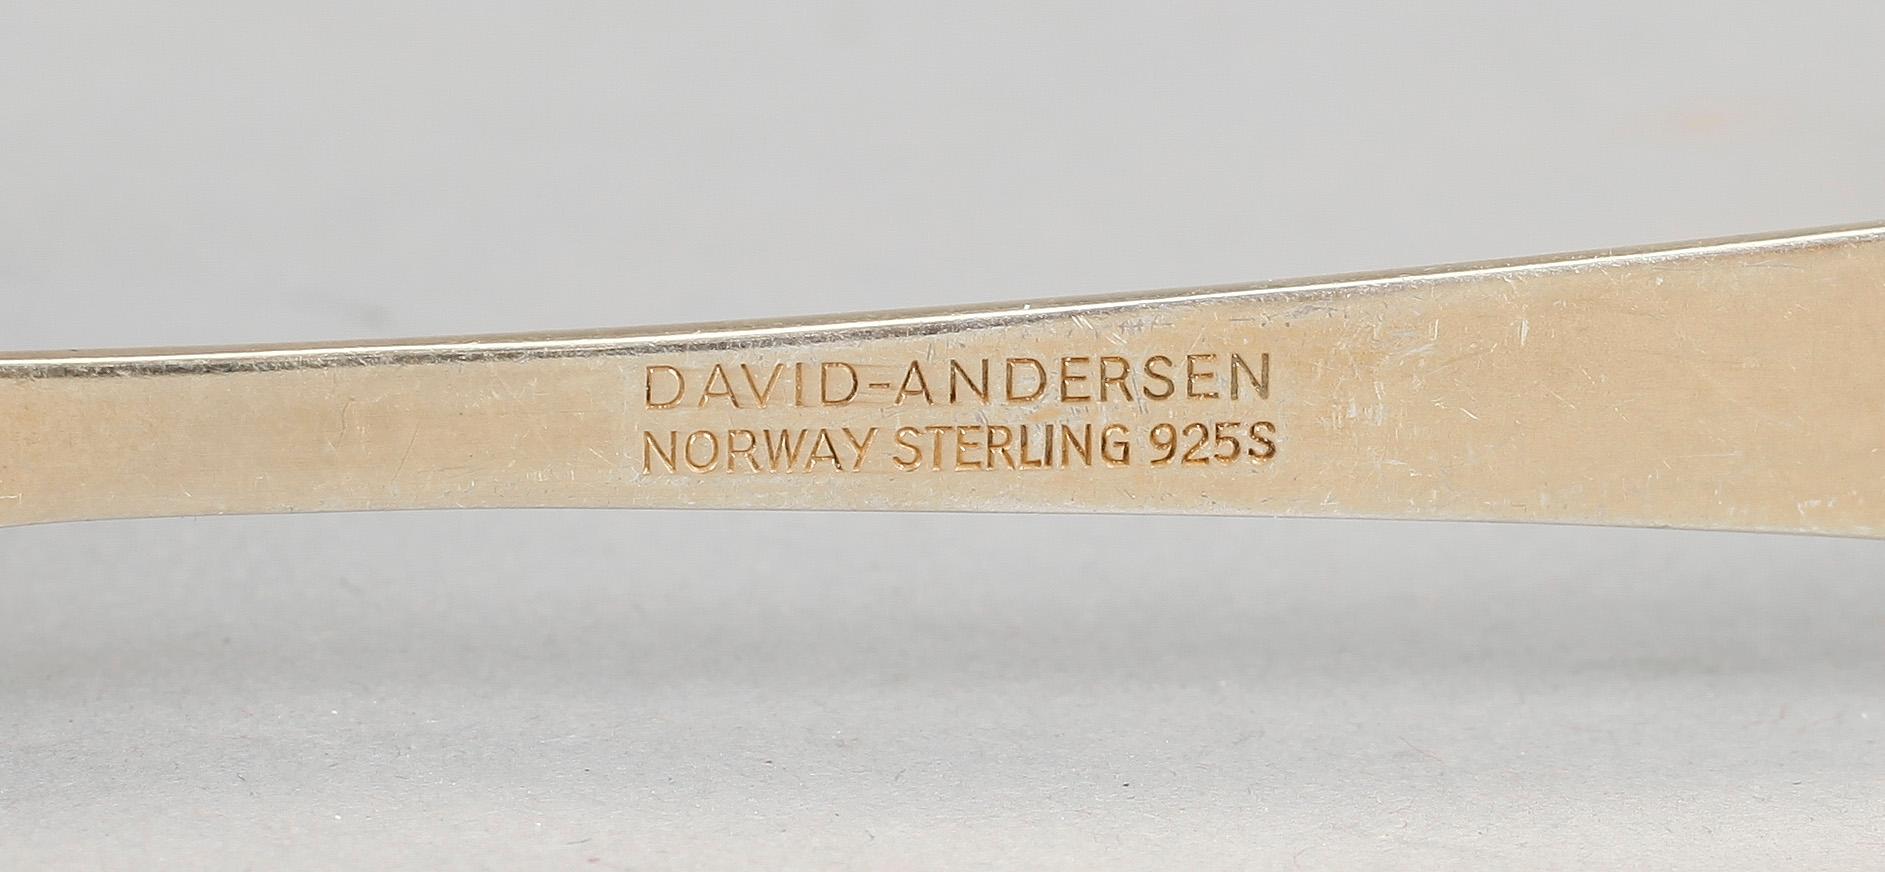 DAVID-ANDERSEN
NORWAY STERLING 925S